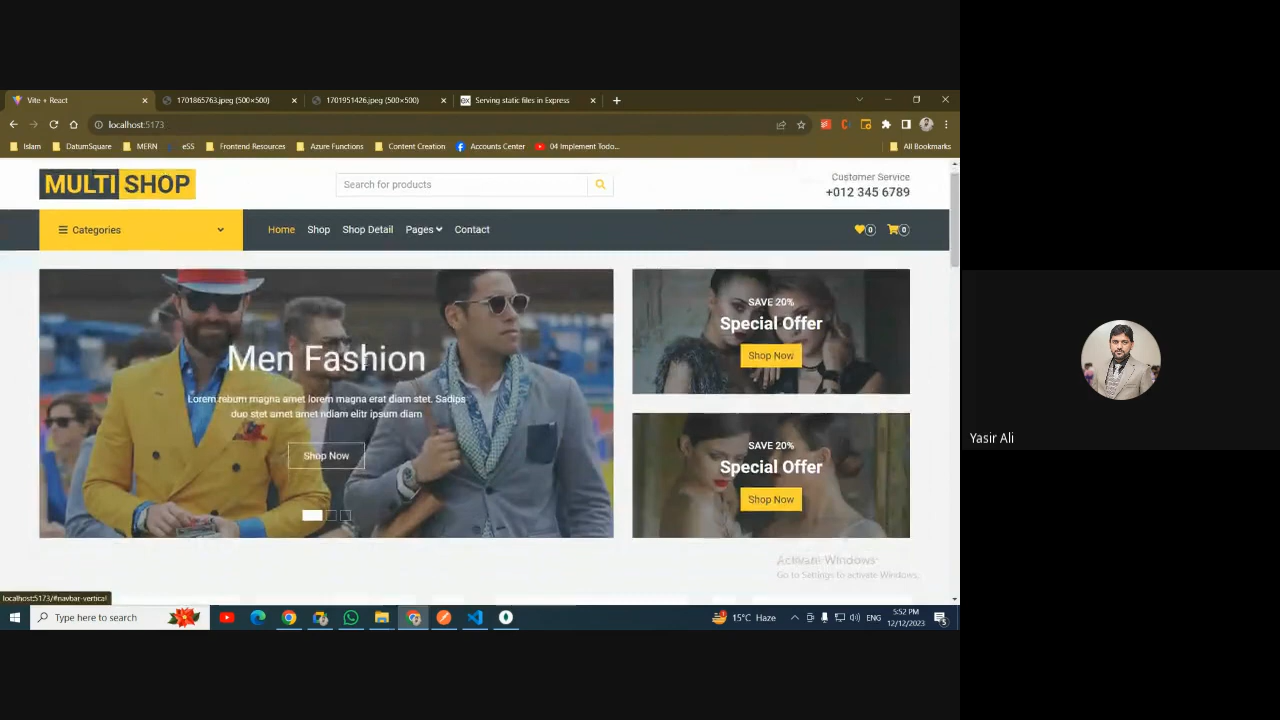 Vite + React
1701865763.jpeg (500×500)
1701951426.jpeg (500×500)
ex
Serving static files in Express
localhost:5173
Islam
DatumSquare
MERN
eSS
Frontend Resources
Azure Functions
Content Creation
Accounts Center
04 Implement Todo...
All Bookmarks
MULTI SHOP
Search for products
Customer Service
+012 345 6789
Categories
Home
Shop
Shop Detail
Pages
Contact
0
0
Men Fashion
Lorem rebum magna amet lorem magna erat diam stet. Sadips
duo stet amet amet ndiam elitr ipsum diam
Shop Now
SAVE 20%
Special Offer
Shop Now
SAVE 20%
Special Offer
Shop Now
Activate Windows
Go to Settings to activate Windows.
localhost:5173/#navbar-vertical
Type here to search
15°C Haze
ENG
5:52 PM
12/12/2023
5
Yasir Ali